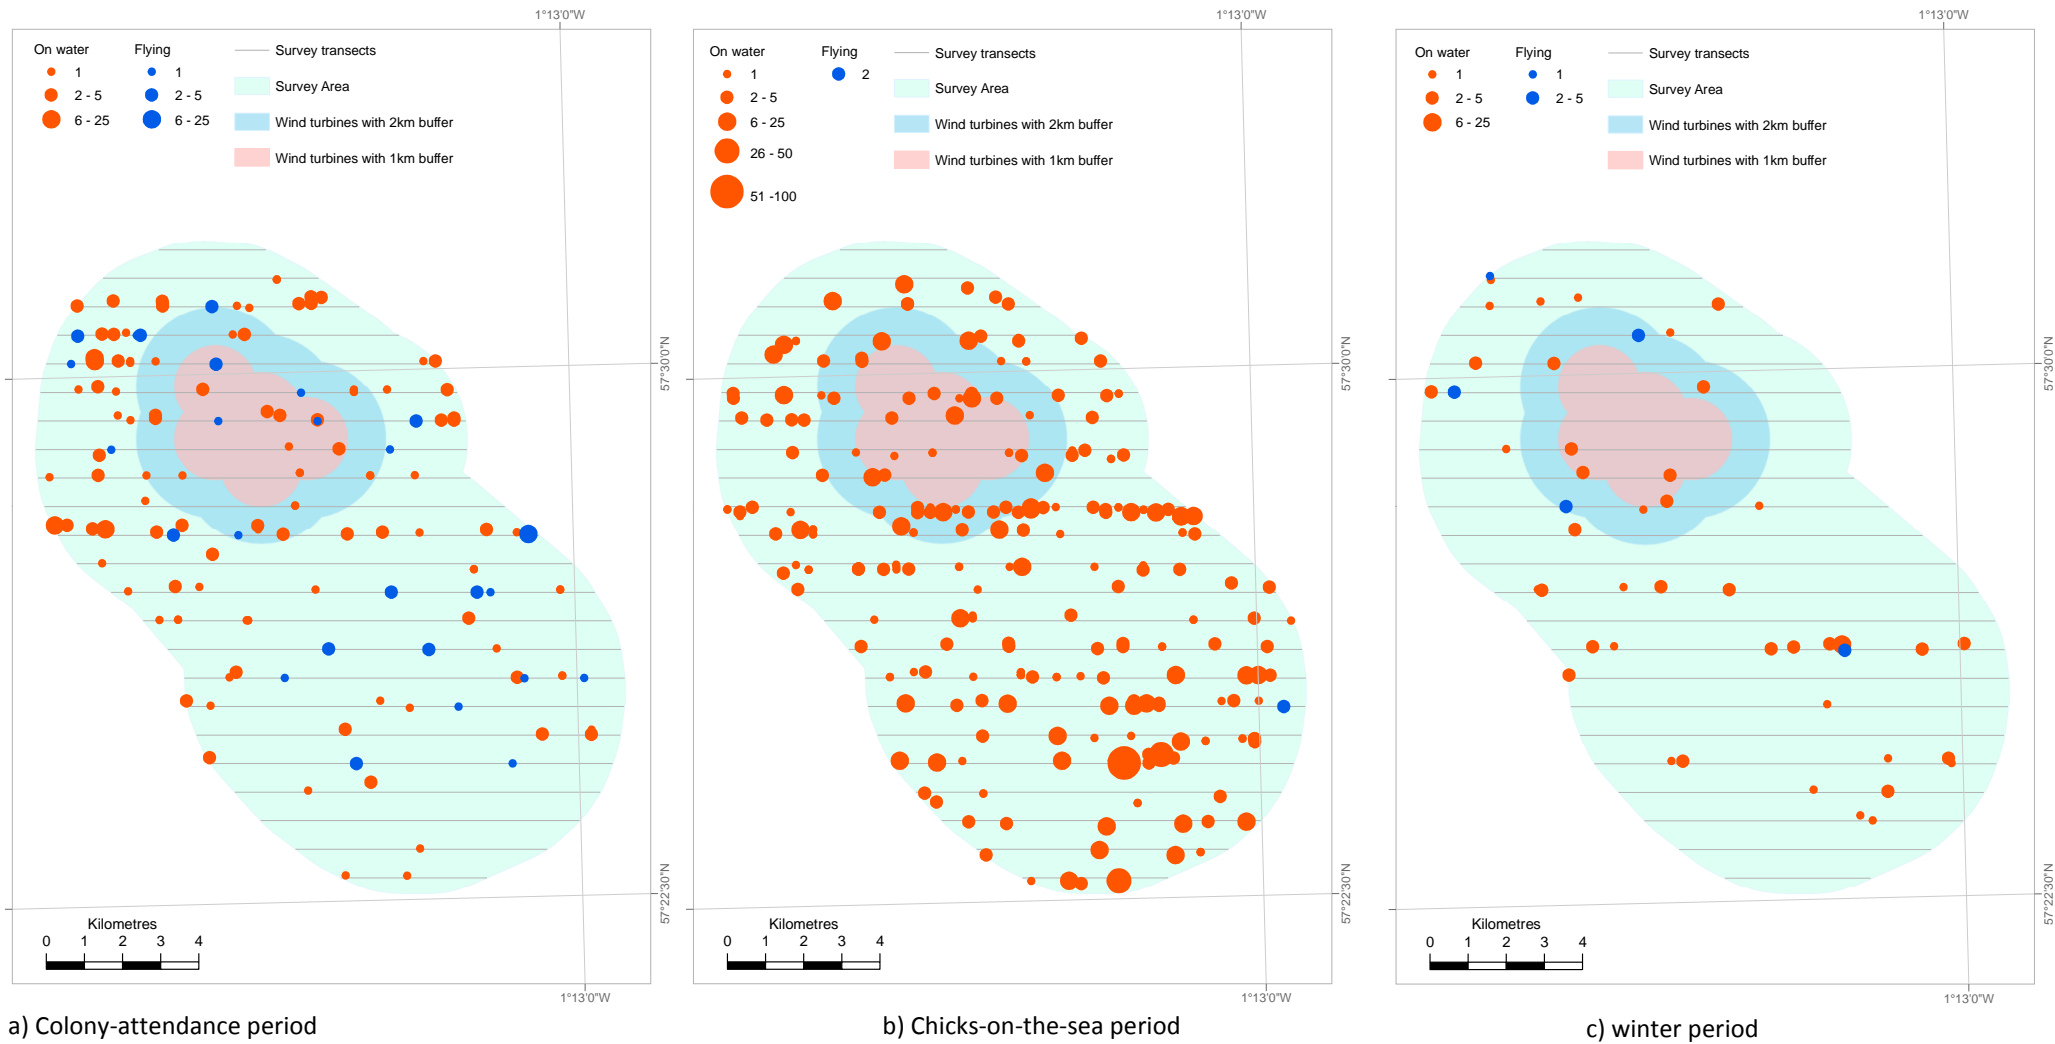 1°13'0"W
On water
Flying
1
2 - 5
6 - 25
1
2 - 5
6 - 25
Survey transects
Survey Area
Wind turbines with 2km buffer
Wind turbines with 1km buffer
57°30'0"N
57°22'30"N
Kilometres
0 1 2 3 4
1°13'0"W
a) Colony-attendance period
1°13'0"W
On water
Flying
1
2 - 5
6 - 25
26 - 50
51 -100
2
Survey transects
Survey Area
Wind turbines with 2km buffer
Wind turbines with 1km buffer
57°30'0"N
57°22'30"N
Kilometres
0 1 2 3 4
1°13'0"W
b) Chicks-on-the-sea period
1°13'0"W
On water
Flying
1
2 - 5
6 - 25
1
2 - 5
Survey transects
Survey Area
Wind turbines with 2km buffer
Wind turbines with 1km buffer
57°30'0"N
57°22'30"N
Kilometres
0 1 2 3 4
1°13'0"W
c) winter period